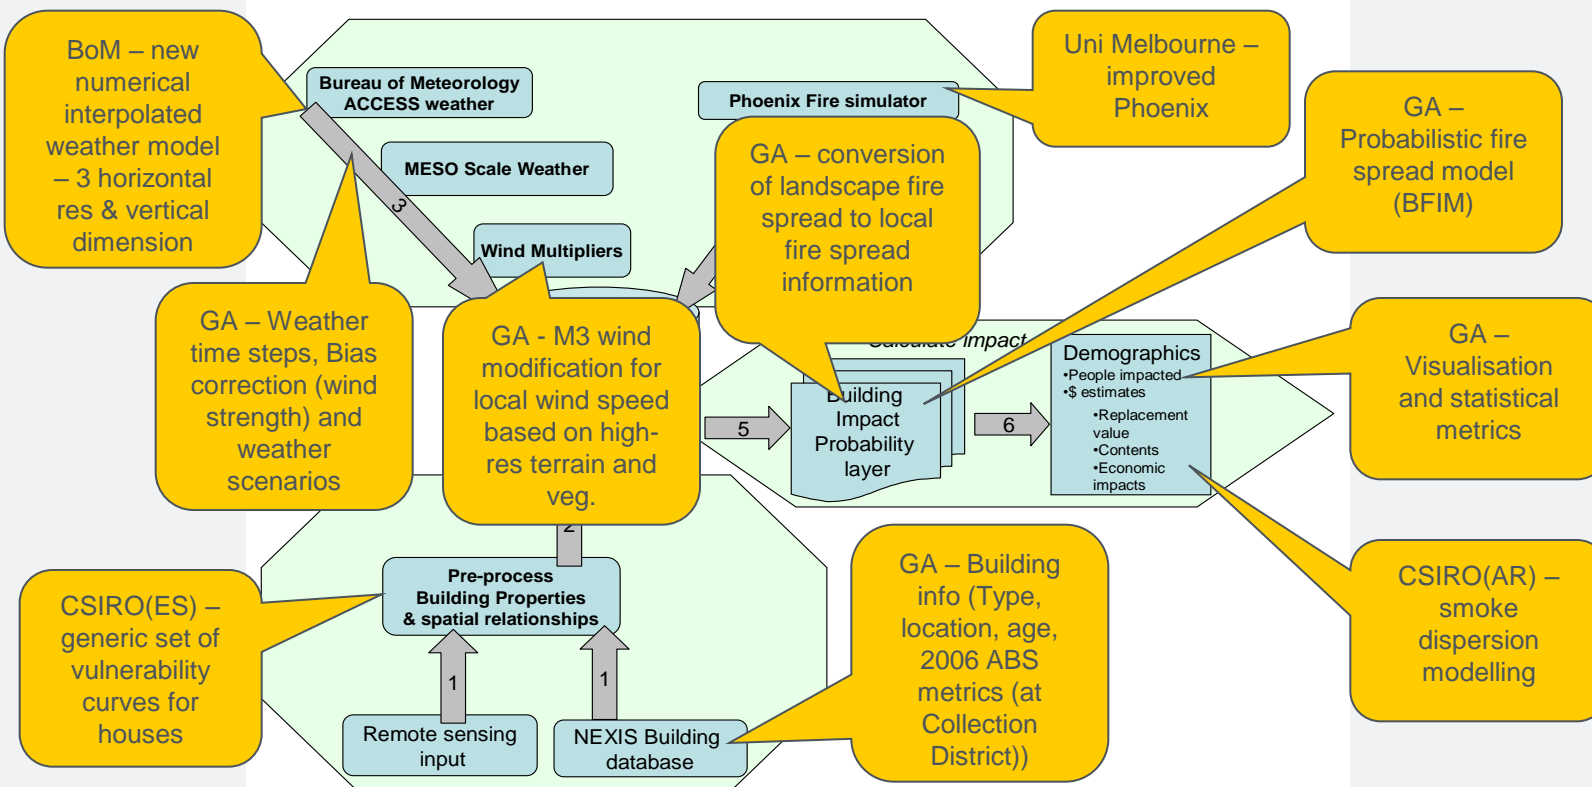 BoM – new
numerical
interpolated
weather model
– 3 horizontal
res & vertical
dimension
Bureau of Meteorology
ACCESS weather
MESO Scale Weather
Wind Multipliers
3
Phoenix Fire simulator
Uni Melbourne –
improved
Phoenix
GA – conversion
of landscape fire
spread to local
fire spread
information
GA –
Probabilistic fire
spread model
(BFIM)
GA – Weather
time steps, Bias
correction (wind
strength) and
weather
scenarios
GA - M3 wind
modification for
local wind speed
based on high-
res terrain and
veg.
Calculate impact
5
Building
Impact
Probability
layer
6
Demographics
•People impacted
•$ estimates
•Replacement
value
•Contents
•Economic
impacts
GA –
Visualisation
and statistical
metrics
2
Pre-process
Building Properties
& spatial relationships
1
1
Remote sensing
input
NEXIS Building
database
CSIRO(ES) –
generic set of
vulnerability
curves for
houses
GA – Building
info (Type,
location, age,
2006 ABS
metrics (at
Collection
District))
CSIRO(AR) –
smoke
dispersion
modelling